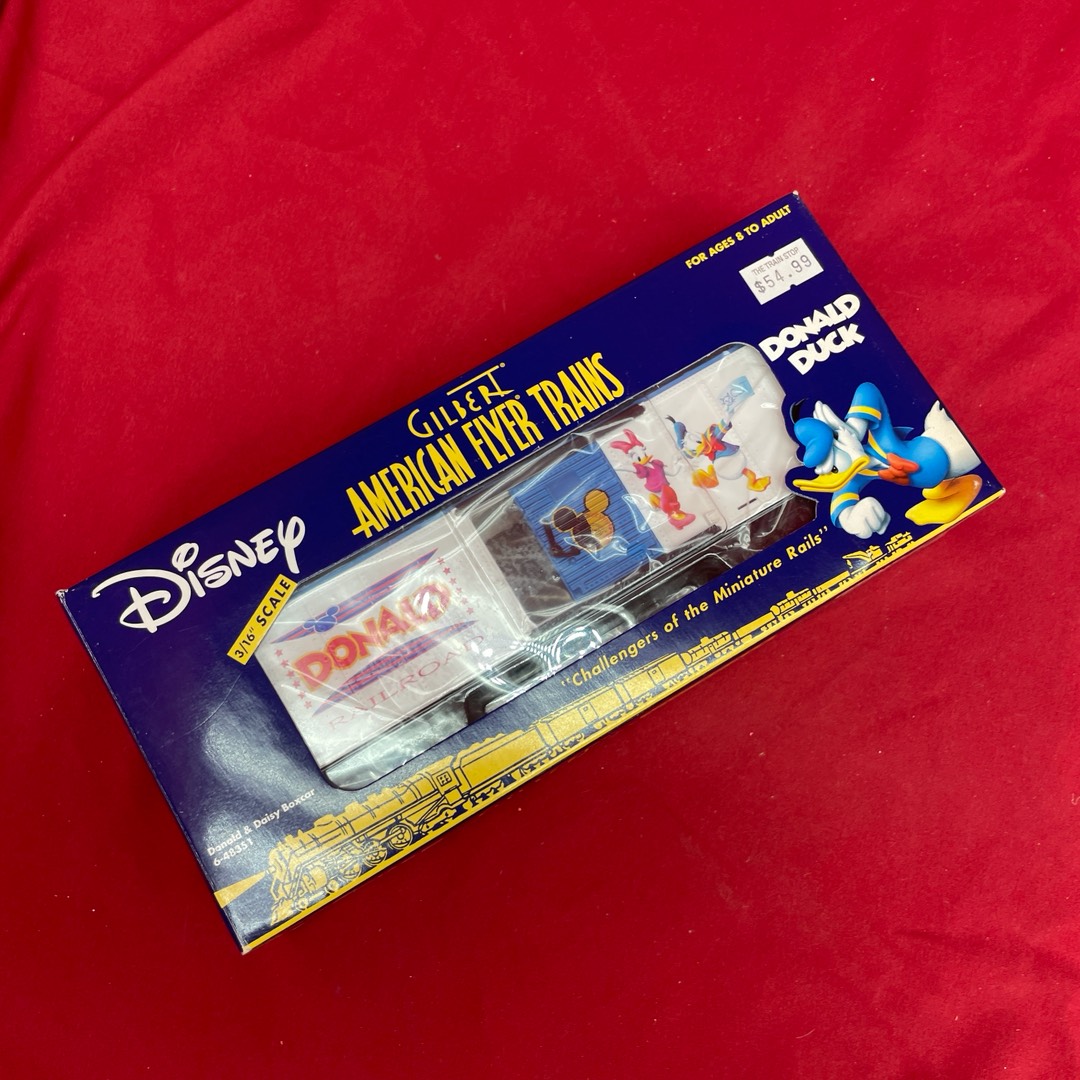 FOR AGES 8 TO ADULT
THE TRAIN STOP
$54.99
DONALD
DUCK
GILBERT
AMERICAN FLYER TRAINS
DISNEY
3/16" SCALE
DONALD
RAILROAD
"Challengers of the Miniature Rails"
Donald & Daisy Boxcar
6-48351